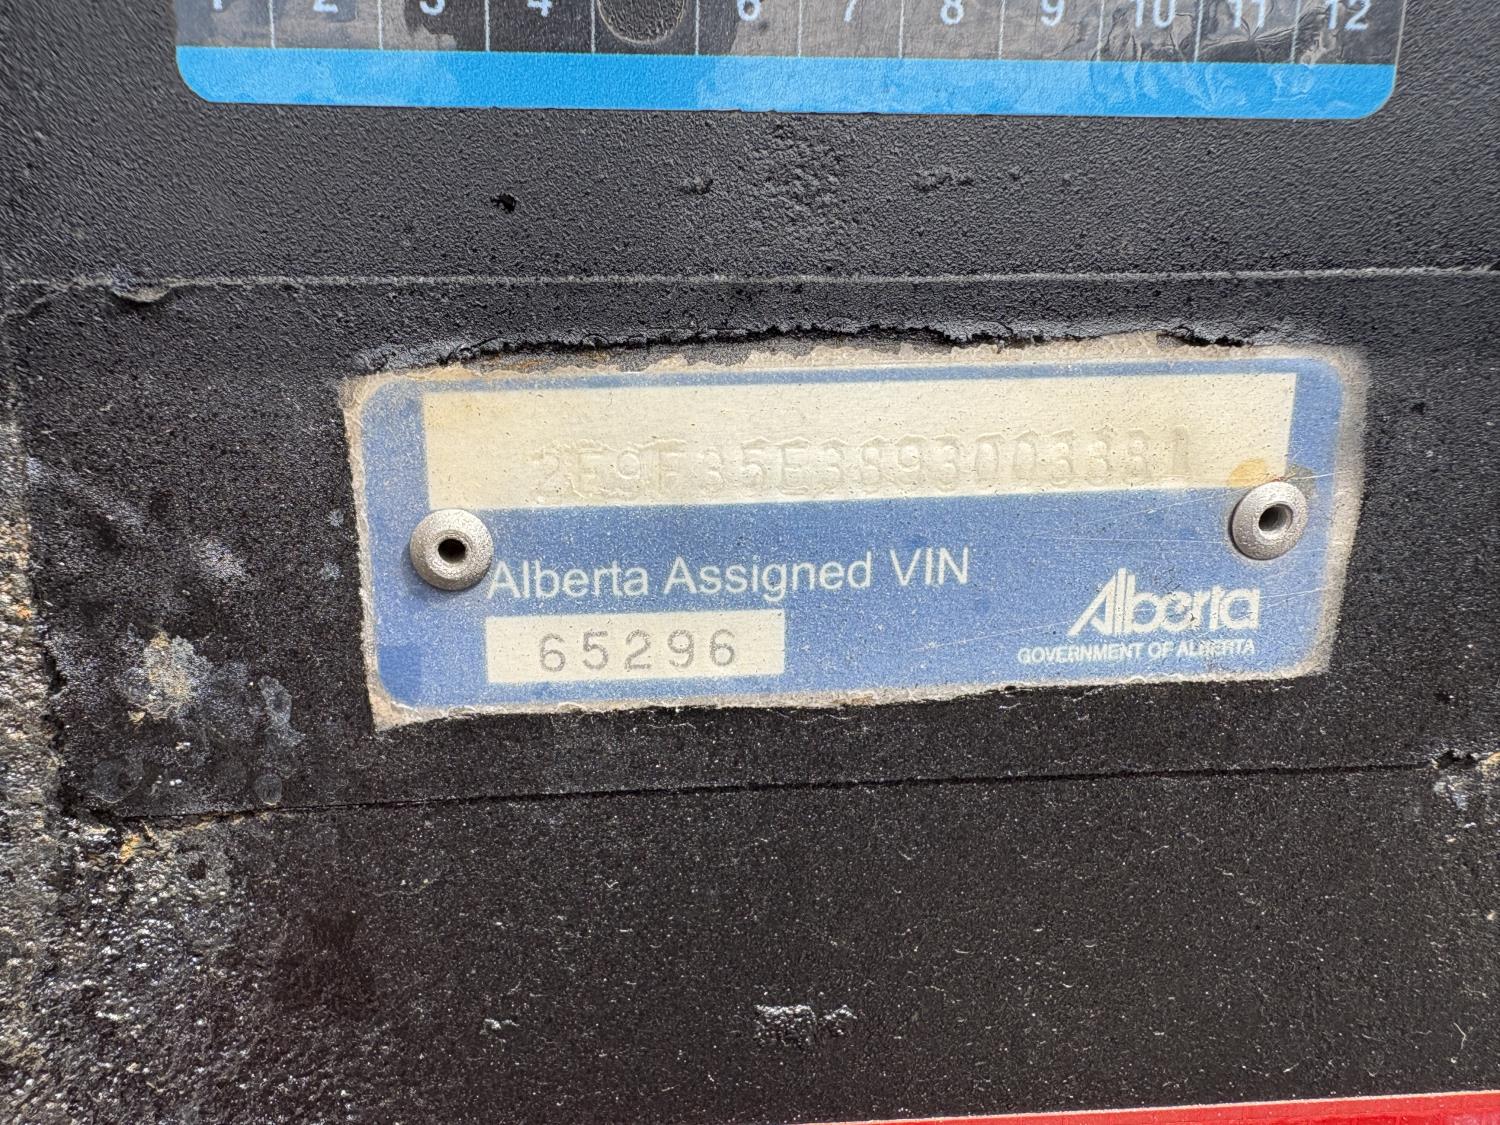 1 2 3 4 6 7 8 9 10 11 12
2E9F35E3893003381
Alberta Assigned VIN
65296
Alberta
GOVERNMENT OF ALBERTA